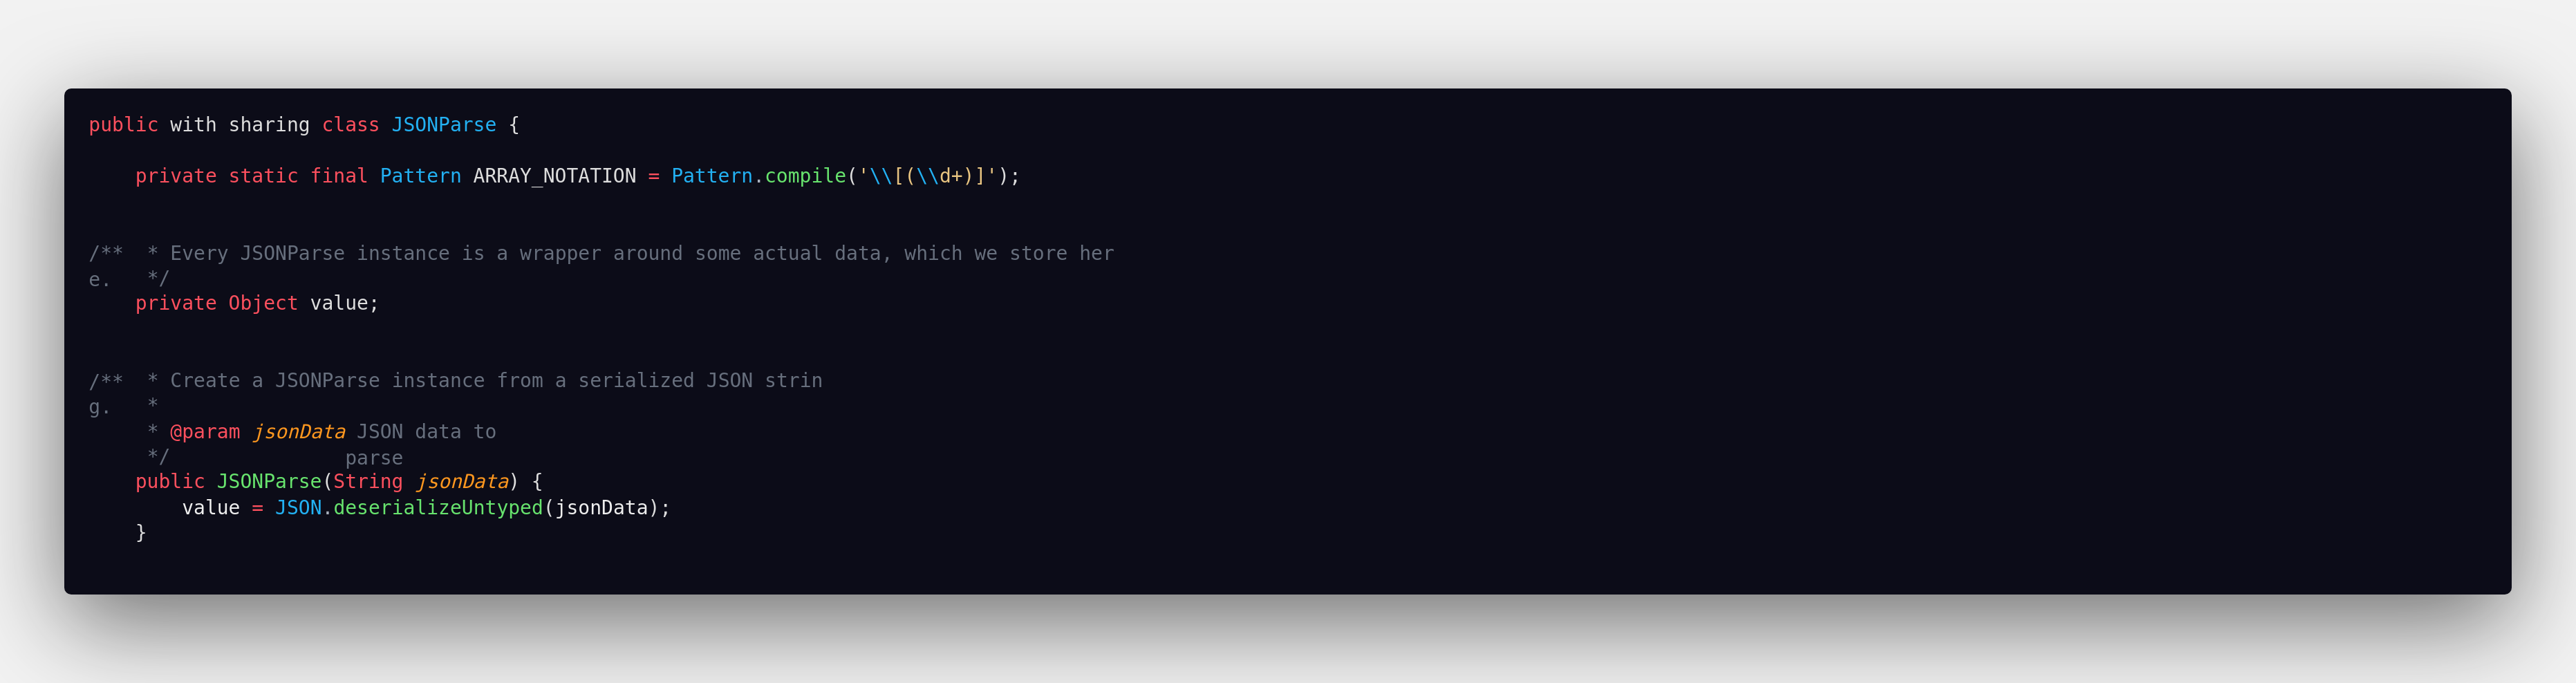 public with sharing class JSONParse {
    private static final Pattern ARRAY_NOTATION = Pattern.compile('\\[(\\d+)]');
/**  * Every JSONParse instance is a wrapper around some actual data, which we store her
e.   */
    private Object value;
/**  * Create a JSONParse instance from a serialized JSON strin
g.   *
     * @param jsonData JSON data to
     */               parse
    public JSONParse(String jsonData) {
        value = JSON.deserializeUntyped(jsonData);
    }